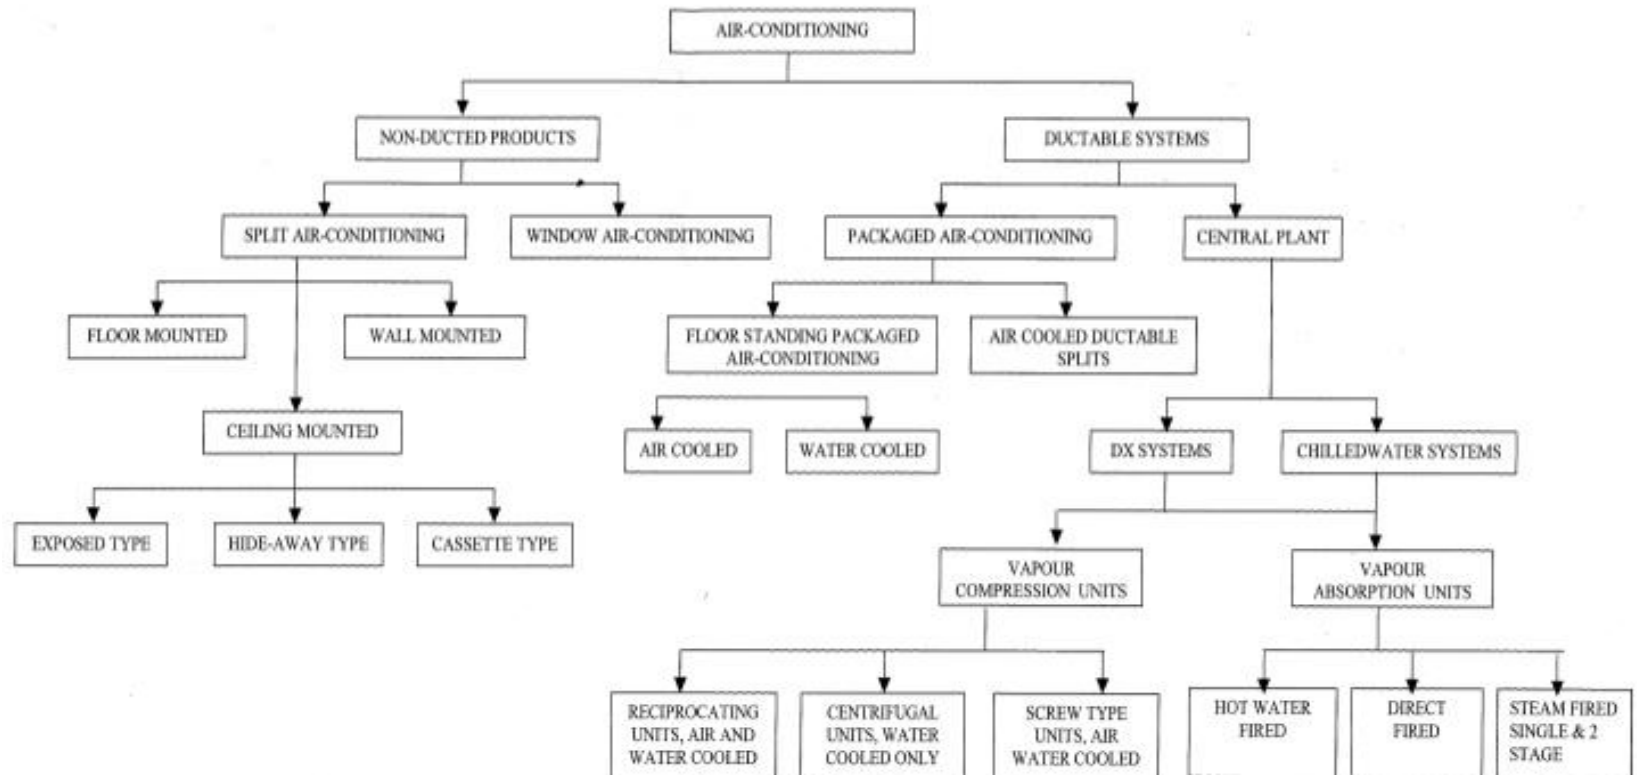 AIR-CONDITIONING
NON-DUCTED PRODUCTS
DUCTABLE SYSTEMS
SPLIT AIR-CONDITIONING
WINDOW AIR-CONDITIONING
PACKAGED AIR-CONDITIONING
CENTRAL PLANT
FLOOR MOUNTED
WALL MOUNTED
FLOOR STANDING PACKAGED
AIR-CONDITIONING
AIR COOLED DUCTABLE
SPLITS
CEILING MOUNTED
AIR COOLED
WATER COOLED
DX SYSTEMS
CHILLEDWATER SYSTEMS
EXPOSED TYPE
HIDE-AWAY TYPE
CASSETTE TYPE
VAPOUR
COMPRESSION UNITS
VAPOUR
ABSORPTION UNITS
RECIPROCATING
UNITS, AIR AND
WATER COOLED
CENTRIFUGAL
UNITS, WATER
COOLED ONLY
SCREW TYPE
UNITS, AIR
WATER COOLED
HOT WATER
FIRED
DIRECT
FIRED
STEAM FIRED
SINGLE & 2
STAGE